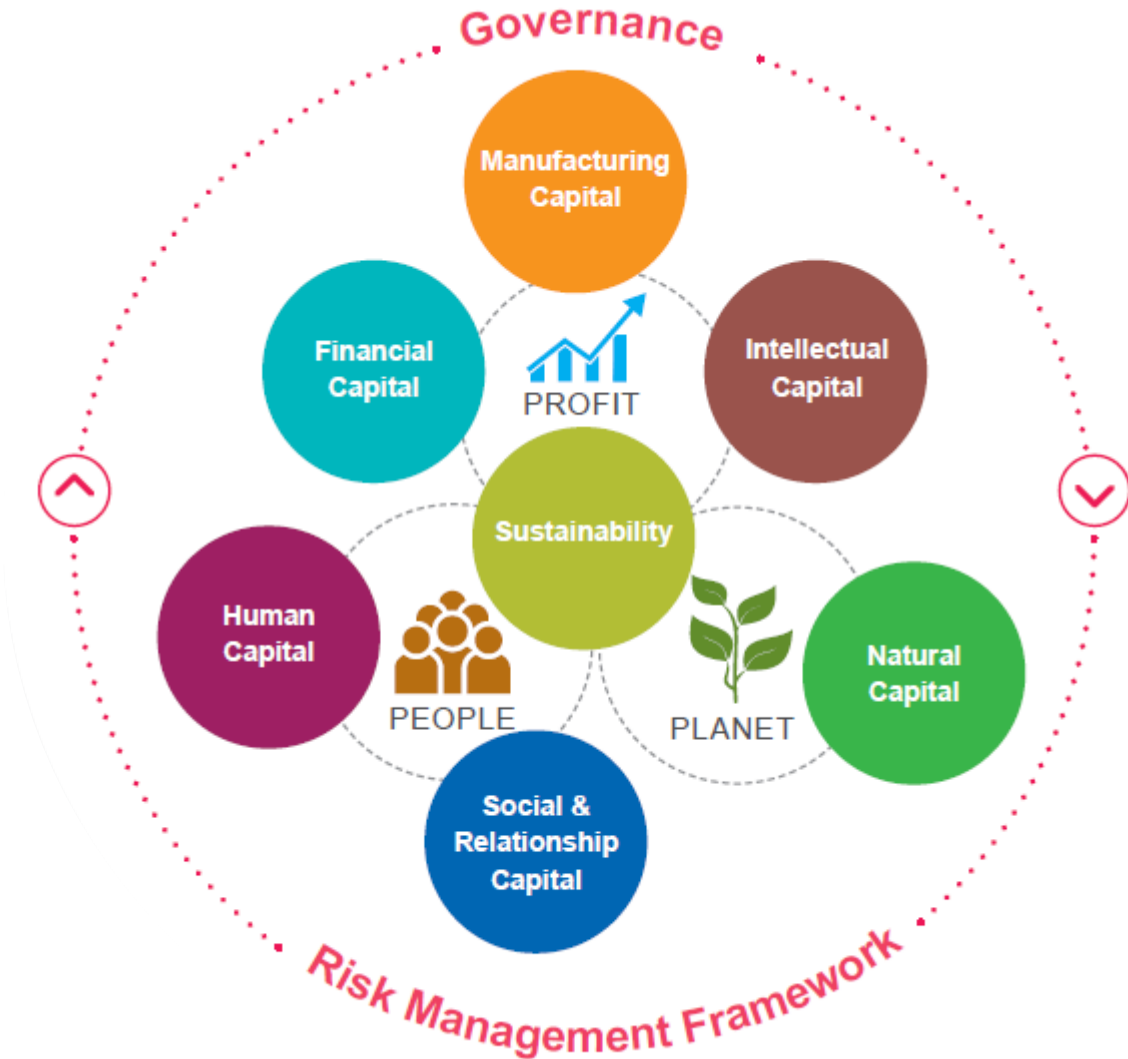 Governance
Manufacturing
Capital
Financial
Capital
Intellectual
Capital
PROFIT
Sustainability
Human
Capital
PEOPLE
Natural
Capital
PLANET
Social &
Relationship
Capital
Risk Management Framework